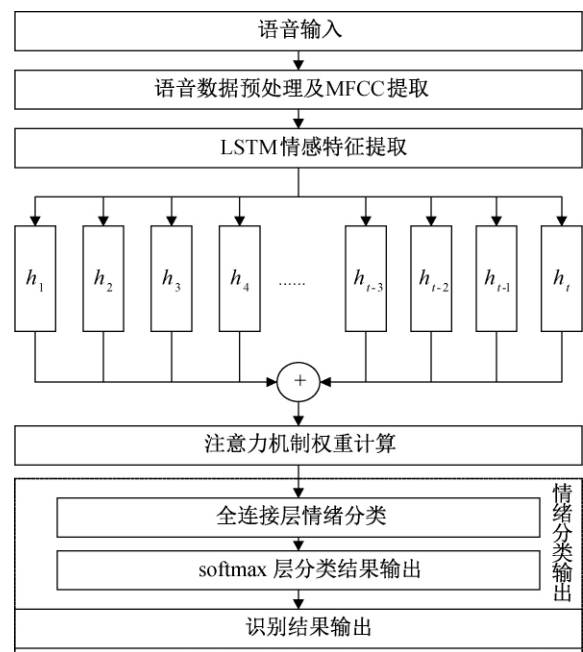 语音输入
语音数据预处理及MFCC提取
LSTM情感特征提取
h₁ h₂ h₃ h₄ ...... hₜ₋₃ hₜ₋₂ hₜ₋₁ hₜ
+
注意力机制权重计算
全连接层情绪分类
softmax 层分类结果输出
情绪分类输出
识别结果输出